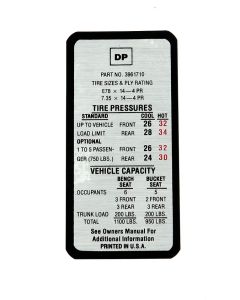 DP
PART NO. 3961710
TIRE SIZES & PLY RATING
E78 × 14—4 PR
7.35 × 14—4 PR
TIRE PRESSURES
STANDARD COOL HOT
UP TO VEHICLE FRONT 26 32
LOAD LIMIT REAR 28 34
OPTIONAL
1 TO 5 PASSEN- FRONT 26 32
GER (750 LBS.) REAR 24 30
VEHICLE CAPACITY
BENCH BUCKET
SEAT SEAT
OCCUPANTS 6 5
3 FRONT 2 FRONT
3 REAR 3 REAR
TRUNK LOAD 200 LBS. 200 LBS.
TOTAL 1100 LBS. 950 LBS.
See Owners Manual For
Additional Information
PRINTED IN U.S.A.